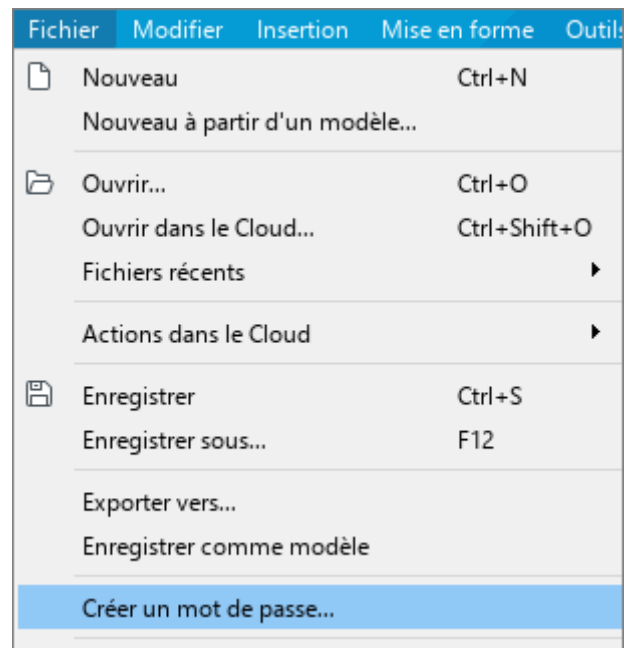 Fichier Modifier Insertion Mise en forme Outils
Nouveau Ctrl+N
Nouveau à partir d'un modèle...
Ouvrir... Ctrl+O
Ouvrir dans le Cloud... Ctrl+Shift+O
Fichiers récents
Actions dans le Cloud
Enregistrer Ctrl+S
Enregistrer sous... F12
Exporter vers...
Enregistrer comme modèle
Créer un mot de passe...